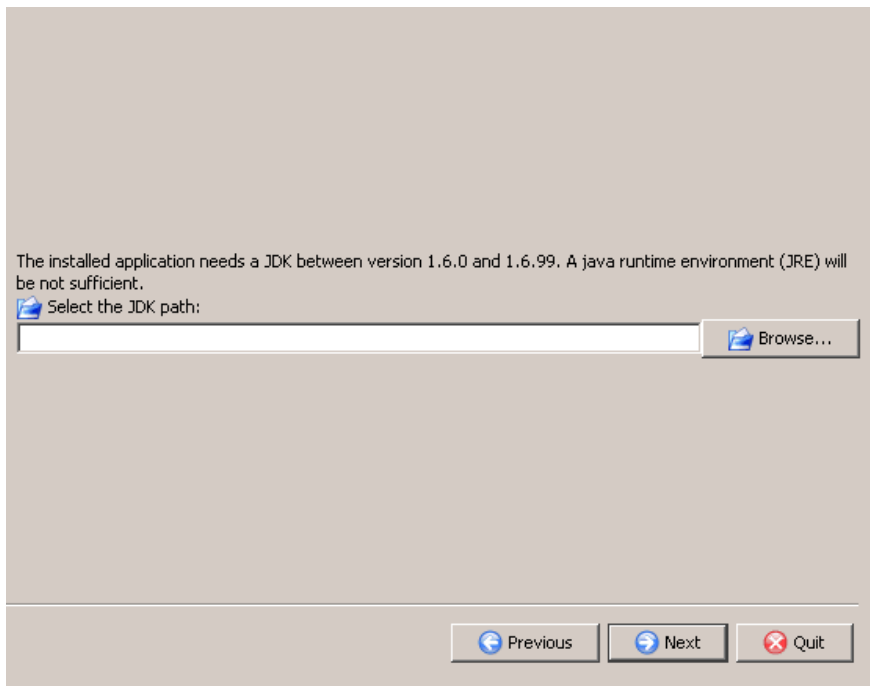 The installed application needs a JDK between version 1.6.0 and 1.6.99. A java runtime environment (JRE) will
be not sufficient.
Select the JDK path:
Browse...
Previous
Next
Quit